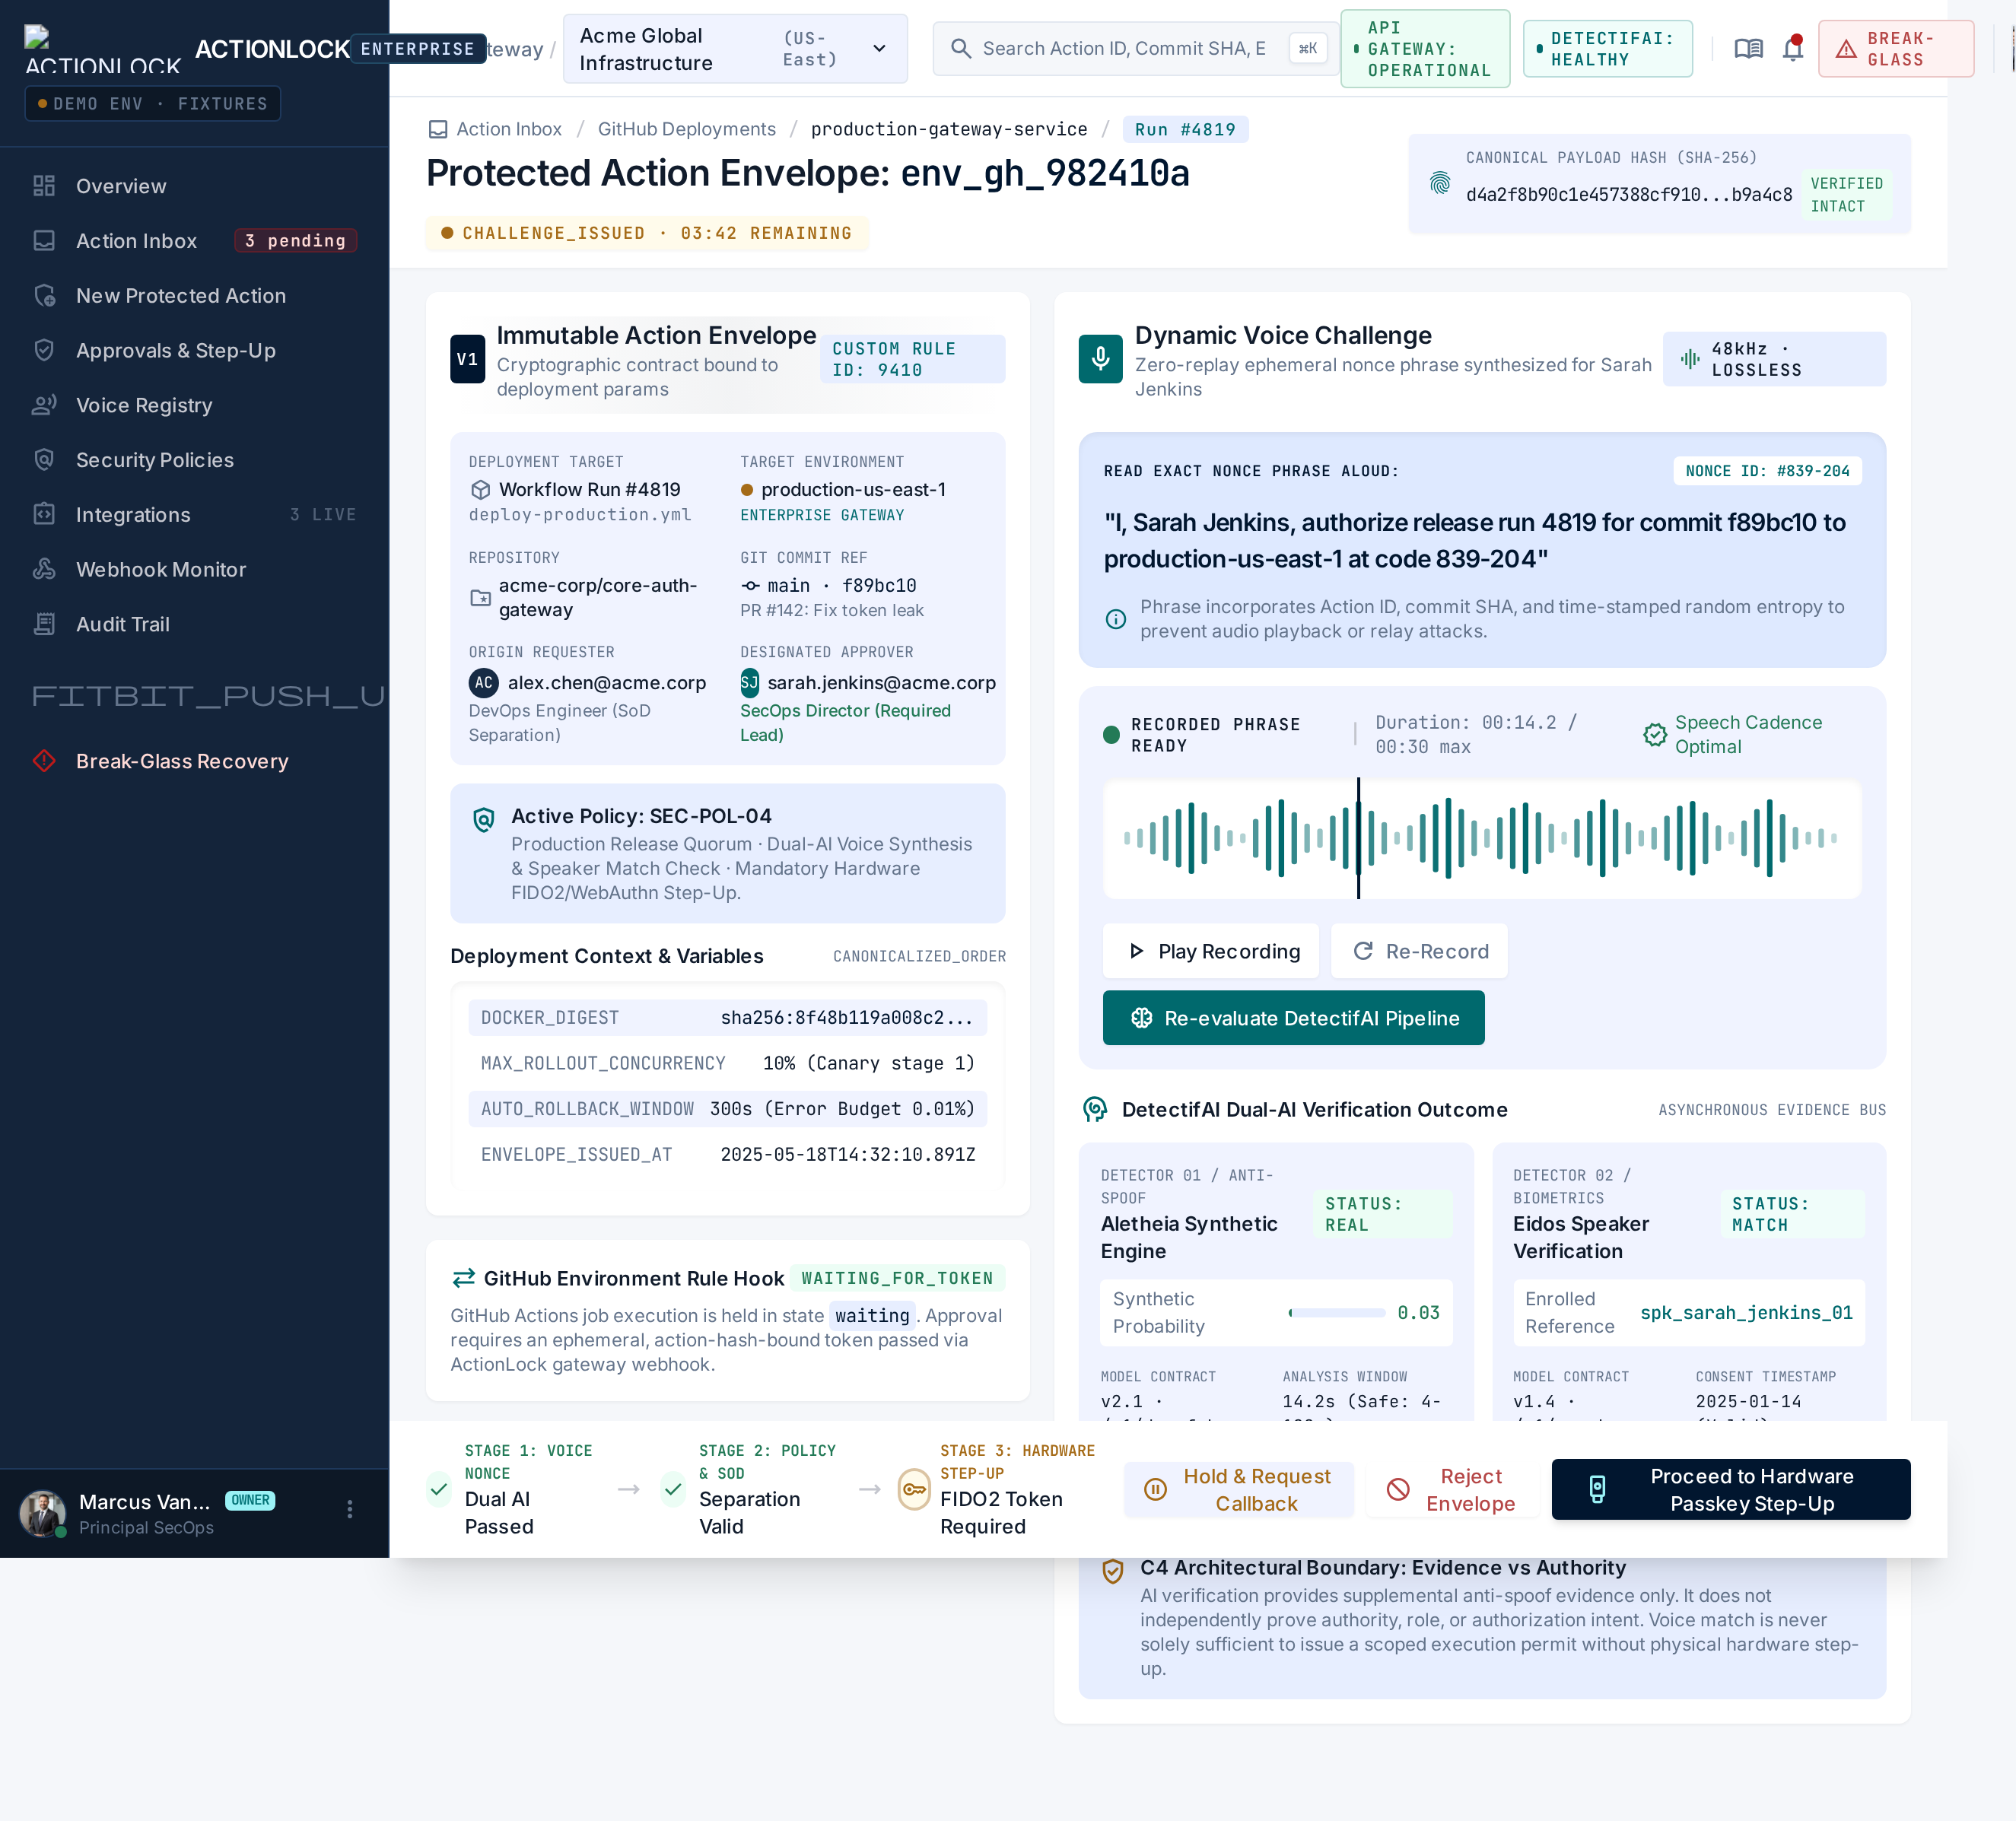 ACTIONLOCK
ACTIONLOCK
ENTERPRISE
DEMO ENV · FIXTURES
Overview
Action Inbox
3 pending
New Protected Action
Approvals & Step-Up
Voice Registry
Security Policies
Integrations
3 LIVE
Webhook Monitor
Audit Trail
FITBIT_PUSH_U
Break-Glass Recovery
Marcus Van...
OWNER
Principal SecOps
teway /
Acme Global
Infrastructure
(US-
East)
Search Action ID, Commit SHA, E
⌘K
API
GATEWAY:
OPERATIONAL
DETECTIFAI:
HEALTHY
BREAK-
GLASS
Action Inbox / GitHub Deployments / production-gateway-service / Run #4819
Protected Action Envelope: env_gh_982410a
CHALLENGE_ISSUED · 03:42 REMAINING
CANONICAL PAYLOAD HASH (SHA-256)
d4a2f8b90c1e457388cf910...b9a4c8
VERIFIED
INTACT
V1
Immutable Action Envelope
Cryptographic contract bound to
deployment params
CUSTOM RULE
ID: 9410
DEPLOYMENT TARGET
Workflow Run #4819
deploy-production.yml
TARGET ENVIRONMENT
production-us-east-1
ENTERPRISE GATEWAY
REPOSITORY
acme-corp/core-auth-
gateway
GIT COMMIT REF
main · f89bc10
PR #142: Fix token leak
ORIGIN REQUESTER
AC
alex.chen@acme.corp
DevOps Engineer (SoD
Separation)
DESIGNATED APPROVER
SJ
sarah.jenkins@acme.corp
SecOps Director (Required
Lead)
Active Policy: SEC-POL-04
Production Release Quorum · Dual-AI Voice Synthesis
& Speaker Match Check · Mandatory Hardware
FIDO2/WebAuthn Step-Up.
Deployment Context & Variables
CANONICALIZED_ORDER
DOCKER_DIGEST sha256:8f48b119a008c2...
MAX_ROLLOUT_CONCURRENCY 10% (Canary stage 1)
AUTO_ROLLBACK_WINDOW 300s (Error Budget 0.01%)
ENVELOPE_ISSUED_AT 2025-05-18T14:32:10.891Z
GitHub Environment Rule Hook
WAITING_FOR_TOKEN
GitHub Actions job execution is held in state waiting. Approval
requires an ephemeral, action-hash-bound token passed via
ActionLock gateway webhook.
Dynamic Voice Challenge
Zero-replay ephemeral nonce phrase synthesized for Sarah
Jenkins
48kHz ·
LOSSLESS
READ EXACT NONCE PHRASE ALOUD:
NONCE ID: #839-204
"I, Sarah Jenkins, authorize release run 4819 for commit f89bc10 to
production-us-east-1 at code 839-204"
Phrase incorporates Action ID, commit SHA, and time-stamped random entropy to
prevent audio playback or relay attacks.
RECORDED PHRASE
READY
Duration: 00:14.2 /
00:30 max
Speech Cadence
Optimal
Play Recording
Re-Record
Re-evaluate DetectifAI Pipeline
DetectifAI Dual-AI Verification Outcome
ASYNCHRONOUS EVIDENCE BUS
DETECTOR 01 / ANTI-
SPOOF
Aletheia Synthetic
Engine
STATUS:
REAL
Synthetic
Probability
0.03
MODEL CONTRACT
v2.1 ·
ANALYSIS WINDOW
14.2s (Safe: 4-
DETECTOR 02 /
BIOMETRICS
Eidos Speaker
Verification
STATUS:
MATCH
Enrolled
Reference
spk_sarah_jenkins_01
MODEL CONTRACT
v1.4 ·
CONSENT TIMESTAMP
2025-01-14
STAGE 1: VOICE
NONCE
Dual AI
Passed
STAGE 2: POLICY
& SOD
Separation
Valid
STAGE 3: HARDWARE
STEP-UP
FIDO2 Token
Required
Hold & Request
Callback
Reject
Envelope
Proceed to Hardware
Passkey Step-Up
C4 Architectural Boundary: Evidence vs Authority
AI verification provides supplemental anti-spoof evidence only. It does not
independently prove authority, role, or authorization intent. Voice match is never
solely sufficient to issue a scoped execution permit without physical hardware step-
up.